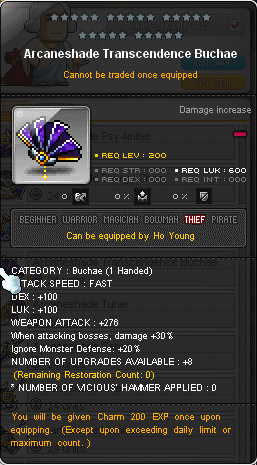 Arcaneshade Transcendence Buchae
Cannot be traded once equipped
Damage increase
REQ LEV : 200
REQ STR : 000 REQ LUK : 600
REQ DEX : 000 REQ INT : 000
0 0 % 0 %
BEGINNER WARRIOR MAGICIAN BOWMAN THIEF PIRATE
Can be equipped by Ho Young
CATEGORY : Buchae (1 Handed)
ATTACK SPEED : FAST
DEX : +100
LUK : +100
WEAPON ATTACK : +276
When attacking bosses, damage +30%
Ignore Monster Defense: +20%
NUMBER OF UPGRADES AVAILABLE : +8
(Remaining Restoration Count: 0)
* NUMBER OF VICIOUS' HAMMER APPLIED : 0
You will be given Charm 200 EXP once upon
equipping. (Except upon exceeding daily limit or
maximum count. )